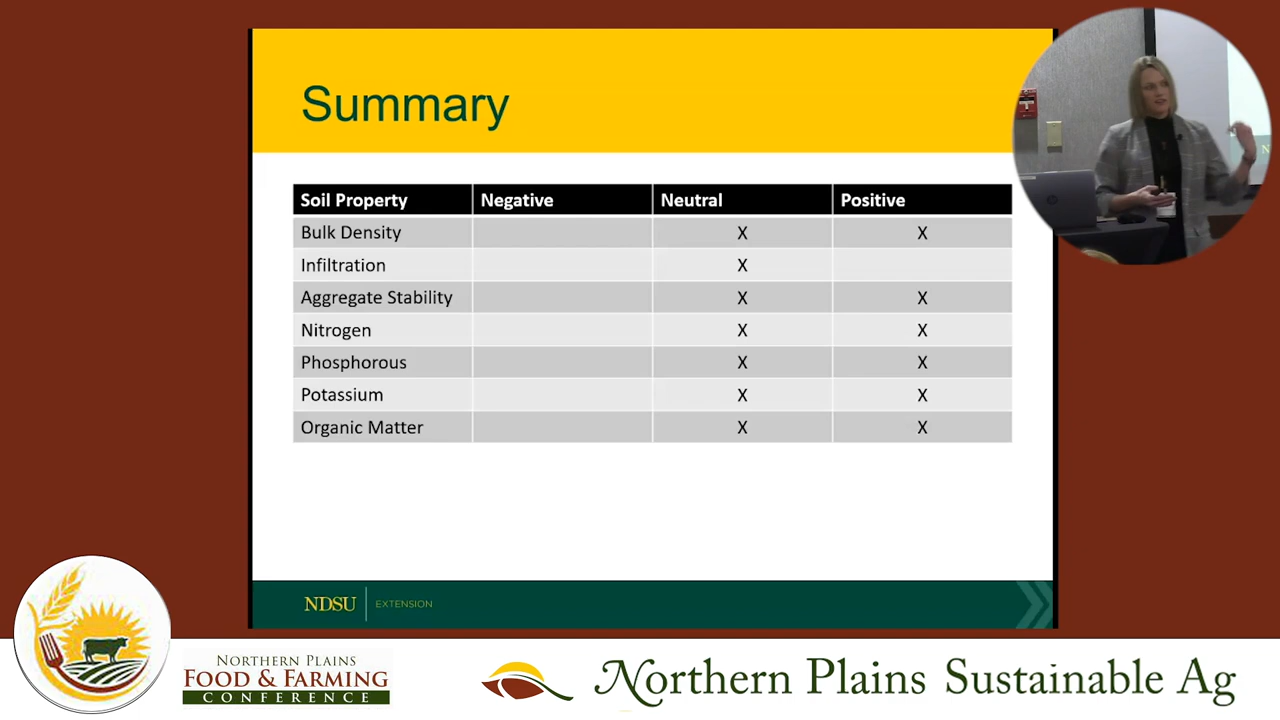 Summary
Soil Property Negative Neutral Positive
Bulk Density X X
Infiltration X
Aggregate Stability X X
Nitrogen X X
Phosphorous X X
Potassium X X
Organic Matter X X
NDSU EXTENSION
NORTHERN PLAINS
FOOD & FARMING
CONFERENCE
Northern Plains Sustainable Ag